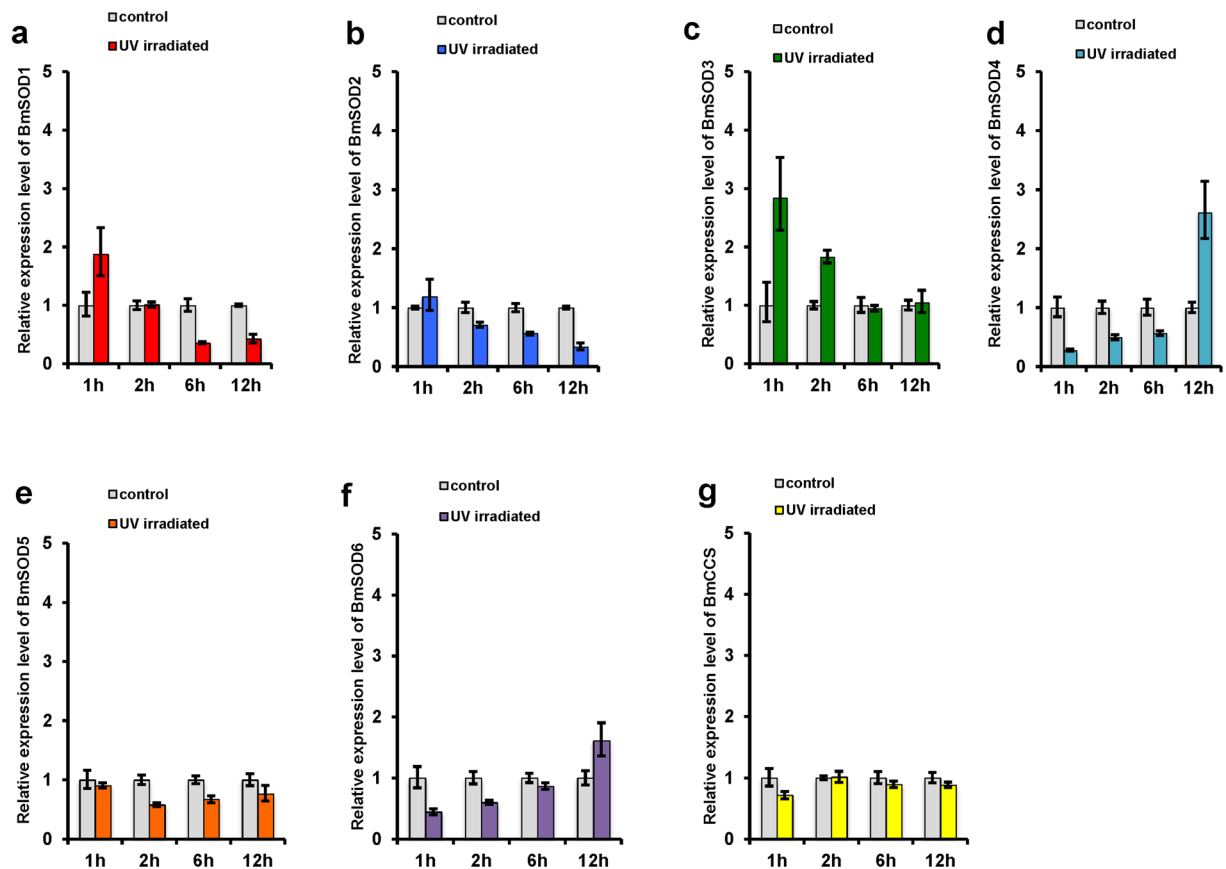 a
control
UV irradiated
Relative expression level of BmSOD1
5
4
3
2
1
0
1h 2h 6h 12h
b
control
UV irradiated
Relative expression level of BmSOD2
5
4
3
2
1
0
1h 2h 6h 12h
c
control
UV irradiated
Relative expression level of BmSOD3
5
4
3
2
1
0
1h 2h 6h 12h
d
control
UV irradiated
Relative expression level of BmSOD4
5
4
3
2
1
0
1h 2h 6h 12h
e
control
UV irradiated
Relative expression level of BmSOD5
5
4
3
2
1
0
1h 2h 6h 12h
f
control
UV irradiated
Relative expression level of BmSOD6
5
4
3
2
1
0
1h 2h 6h 12h
g
control
UV irradiated
Relative expression level of BmCCS
5
4
3
2
1
0
1h 2h 6h 12h